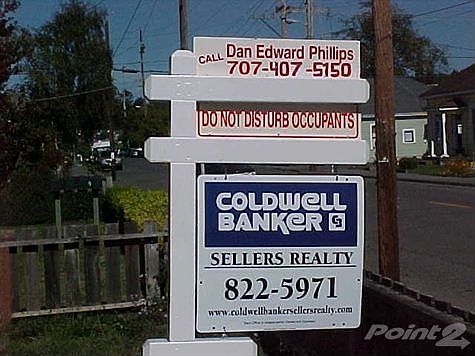 CALL Dan Edward Phillips
707-407-5150
DO NOT DISTURB OCCUPANTS
COLDWELL
BANKER CB
SELLERS REALTY
822-5971
www.coldwellbankersellersrealty.com
Point2